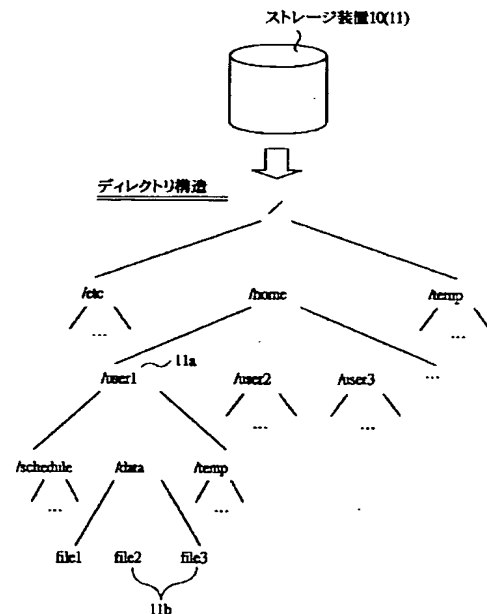 ストレージ装置10(11)
ディレクトリ構造
/
/etc /home /temp
... ...
11a
/user1 /user2 /user3 ...
... ...
/schedule /data /temp
... ...
file1 file2 file3
11b